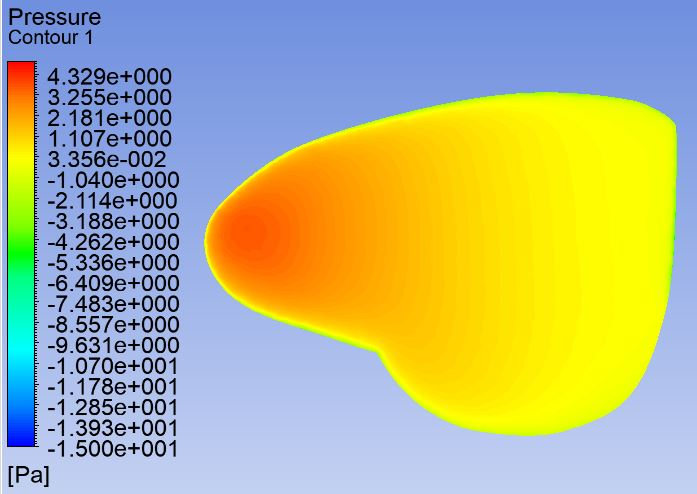 Pressure
Contour 1
4.329e+000
3.255e+000
2.181e+000
1.107e+000
3.356e-002
-1.040e+000
-2.114e+000
-3.188e+000
-4.262e+000
-5.336e+000
-6.409e+000
-7.483e+000
-8.557e+000
-9.631e+000
-1.070e+001
-1.178e+001
-1.285e+001
-1.393e+001
-1.500e+001
[Pa]